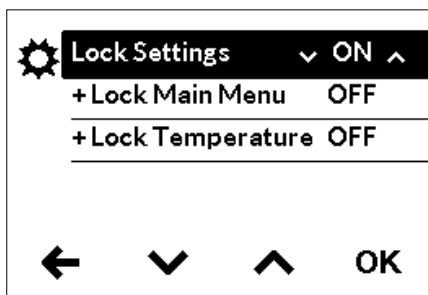 Lock Settings ON
+Lock Main Menu OFF
+Lock Temperature OFF
OK